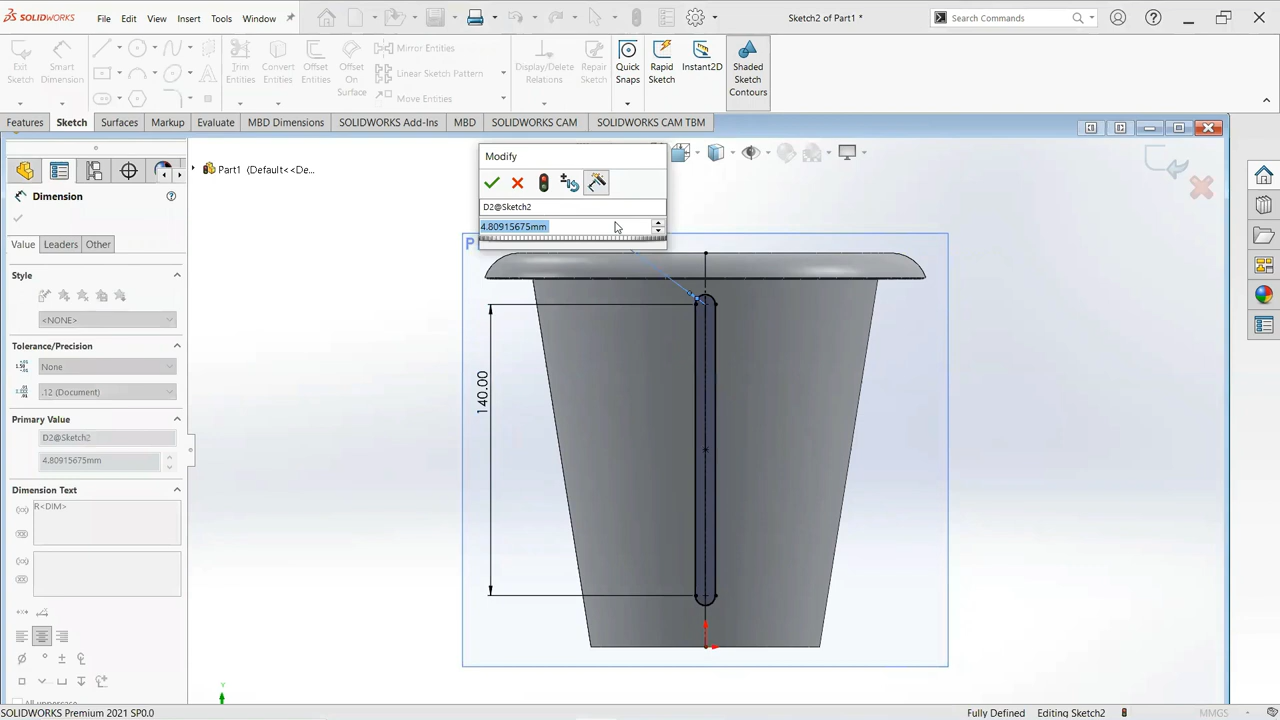 SOLIDWORKS
File Edit View Insert Tools Window
Sketch2 of Part1 *
Search Commands
Exit Sketch
Smart Dimension
Trim Entities
Convert Entities
Offset Entities
Offset On Surface
Mirror Entities
Linear Sketch Pattern
Move Entities
Display/Delete Relations
Repair Sketch
Quick Snaps
Rapid Sketch
Instant2D
Shaded Sketch Contours
Features Sketch Surfaces Markup Evaluate MBD Dimensions SOLIDWORKS Add-Ins MBD SOLIDWORKS CAM SOLIDWORKS CAM TBM
Part1 (Default<<De...
Modify
D2@Sketch2
4.80915675mm
Dimension
Value Leaders Other
Style
<NONE>
Tolerance/Precision
None
.12 (Document)
Primary Value
D2@Sketch2
4.80915675mm
Dimension Text
R<DIM>
140.00
SOLIDWORKS Premium 2021 SP0.0
Fully Defined
Editing Sketch2
MMGS